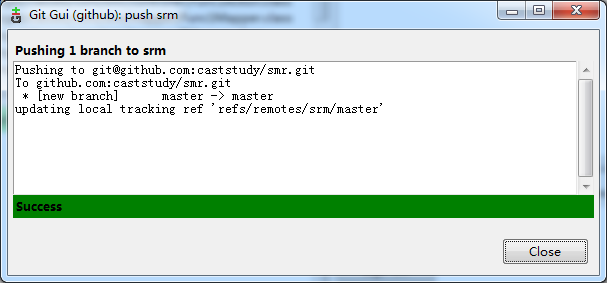 Git Gui (github): push srm
Pushing 1 branch to srm
Pushing to git@github.com:caststudy/smr.git
To github.com:caststudy/smr.git
 * [new branch]      master -> master
updating local tracking ref 'refs/remotes/srm/master'
Success
Close